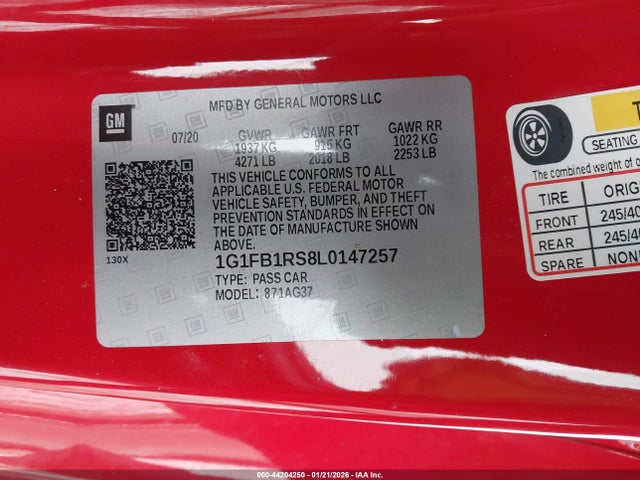 GM
MFD BY GENERAL MOTORS LLC
07/20
GVWR GAWR FRT GAWR RR
1937 KG 915 KG 1022 KG
4271 LB 2018 LB 2253 LB
THIS VEHICLE CONFORMS TO ALL
APPLICABLE U.S. FEDERAL MOTOR
VEHICLE SAFETY, BUMPER, AND THEFT
PREVENTION STANDARDS IN EFFECT ON
THE DATE OF MANUFACTURE SHOWN
ABOVE.
130X
1G1FB1RS8L0147257
TYPE: PASS CAR
MODEL: 871AG37
SEATING
The combined weight of
TIRE ORIG
FRONT 245/40
REAR 245/40
SPARE NON
000-44204250 - 01/21/2026 - IAA Inc.